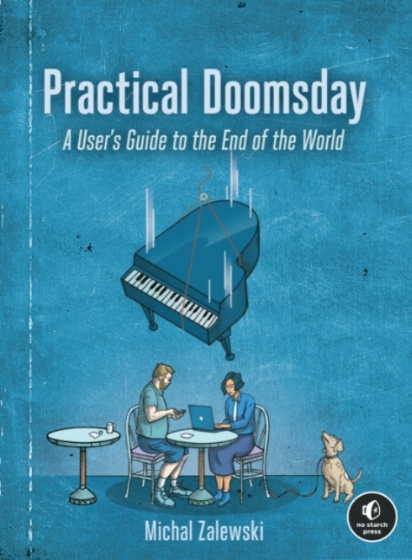 Practical Doomsday
A User's Guide to the End of the World
Michal Zalewski
no starch
press